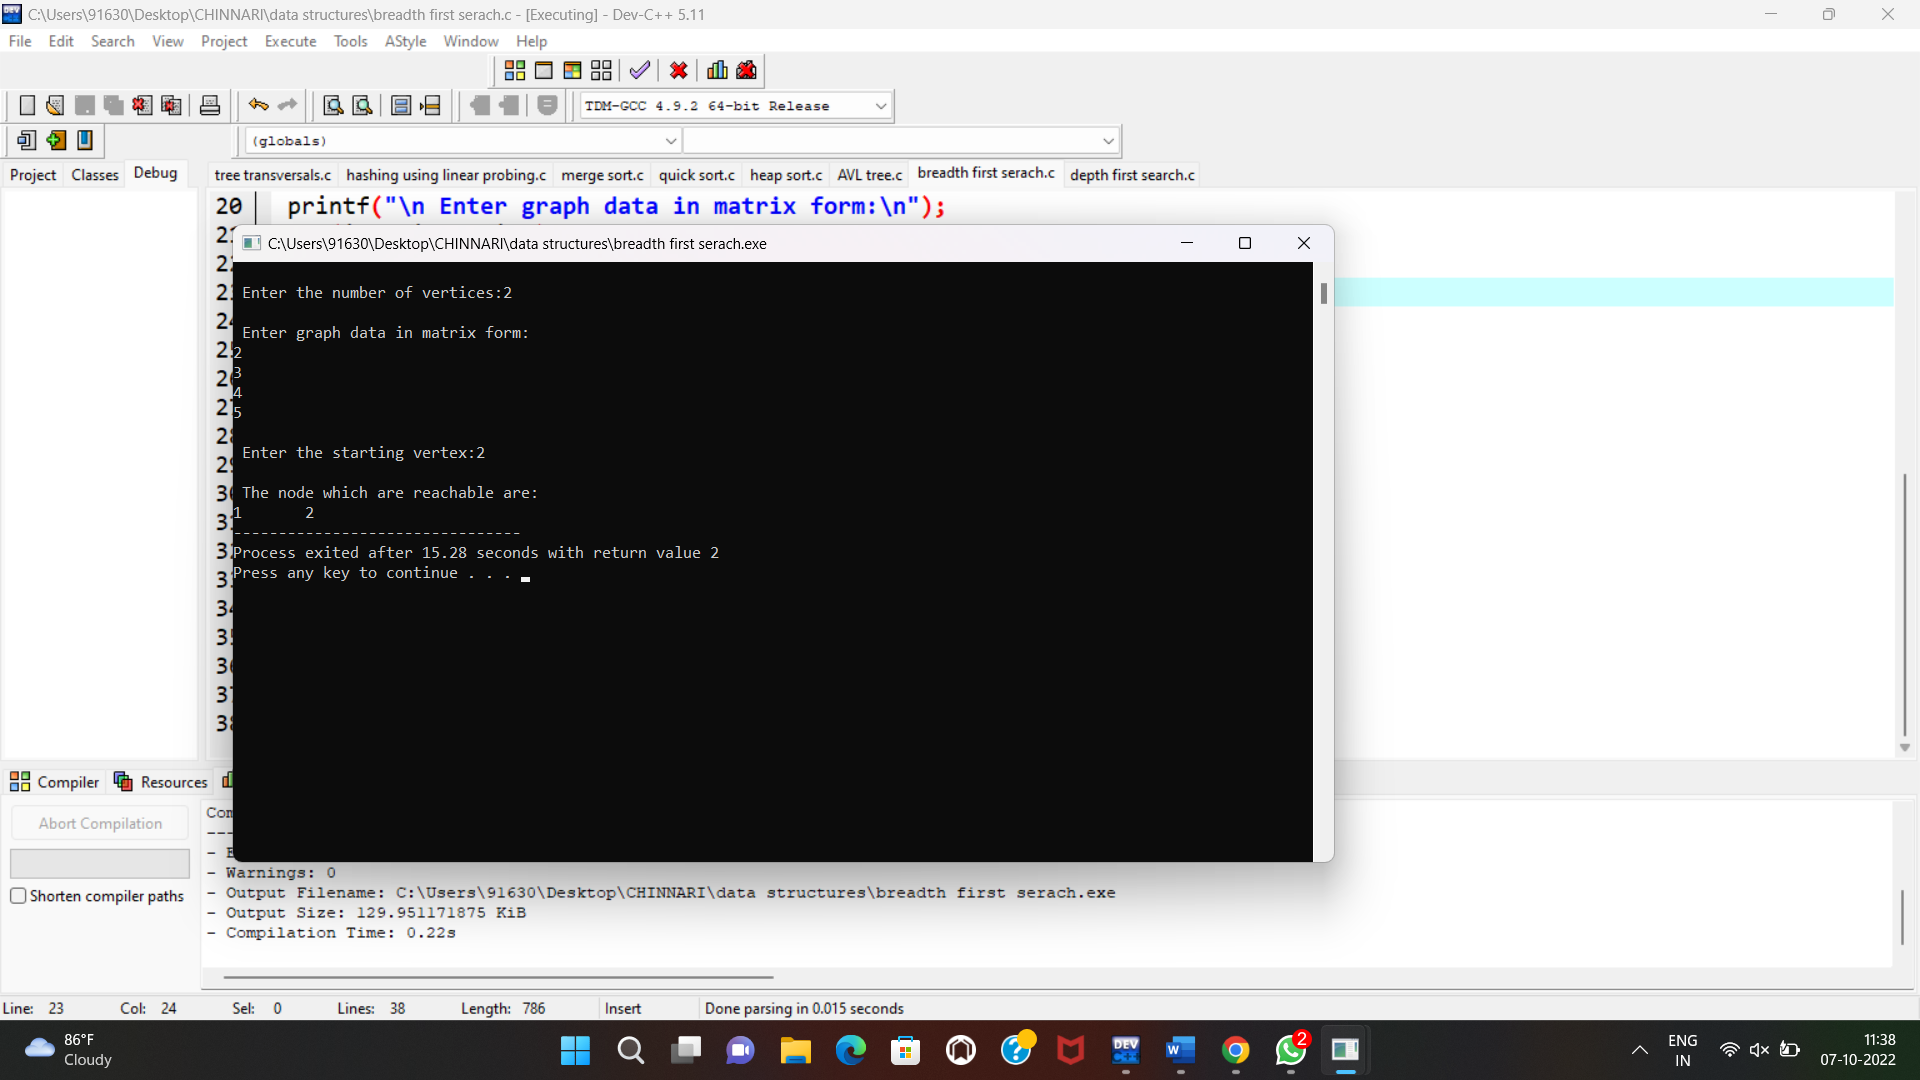 C:\Users\91630\Desktop\CHINNARI\data structures\breadth first serach.c - [Executing] - Dev-C++ 5.11
File Edit Search View Project Execute Tools AStyle Window Help
TDM-GCC 4.9.2 64-bit Release
(globals)
Project Classes Debug
tree transversals.c hashing using linear probing.c merge sort.c quick sort.c heap sort.c AVL tree.c breadth first serach.c depth first search.c
20 printf("\n Enter graph data in matrix form:\n");
C:\Users\91630\Desktop\CHINNARI\data structures\breadth first serach.exe
Enter the number of vertices:2
Enter graph data in matrix form:
2
3
4
5
Enter the starting vertex:2
The node which are reachable are:
1 2
--------------------------------
Process exited after 15.28 seconds with return value 2
Press any key to continue . . .
Compiler Resources
Abort Compilation
Shorten compiler paths
- Warnings: 0
- Output Filename: C:\Users\91630\Desktop\CHINNARI\data structures\breadth first serach.exe
- Output Size: 129.951171875 KiB
- Compilation Time: 0.22s
Line: 23 Col: 24 Sel: 0 Lines: 38 Length: 786 Insert Done parsing in 0.015 seconds
86°F
Cloudy
DEV
C++
W
2
ENG
IN
11:38
07-10-2022